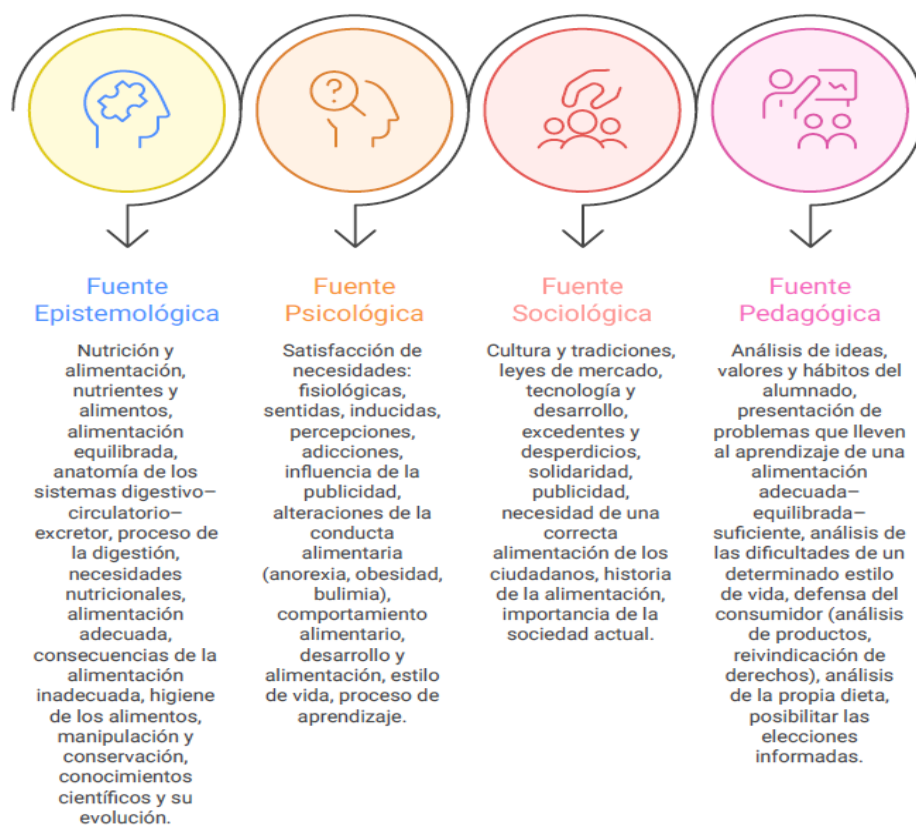 ?
Fuente
Epistemológica
Nutrición y
alimentación,
nutrientes y
alimentos,
alimentación
equilibrada,
anatomía de los
sistemas digestivo–
circulatorio–
excretor, proceso de
la digestión,
necesidades
nutricionales,
alimentación
adecuada,
consecuencias de la
alimentación
inadecuada, higiene
de los alimentos,
manipulación y
conservación,
conocimientos
científicos y su
evolución.
Fuente
Psicológica
Satisfacción de
necesidades:
fisiológicas,
sentidas, inducidas,
percepciones,
adicciones,
influencia de la
publicidad,
alteraciones de la
conducta
alimentaria
(anorexia, obesidad,
bulimia),
comportamiento
alimentario,
desarrollo y
alimentación, estilo
de vida, proceso de
aprendizaje.
Fuente
Sociológica
Cultura y tradiciones,
leyes de mercado,
tecnología y
desarrollo,
excedentes y
desperdicios,
solidaridad,
publicidad,
necesidad de una
correcta
alimentación de los
ciudadanos, historia
de la alimentación,
importancia de la
sociedad actual.
Fuente
Pedagógica
Análisis de ideas,
valores y hábitos del
alumnado,
presentación de
problemas que lleven
al aprendizaje de una
alimentación
adecuada–
equilibrada–
suficiente, análisis de
las dificultades de un
determinado estilo
de vida, defensa del
consumidor (análisis
de productos,
reivindicación de
derechos), análisis
de la propia dieta,
posibilitar las
elecciones
informadas.